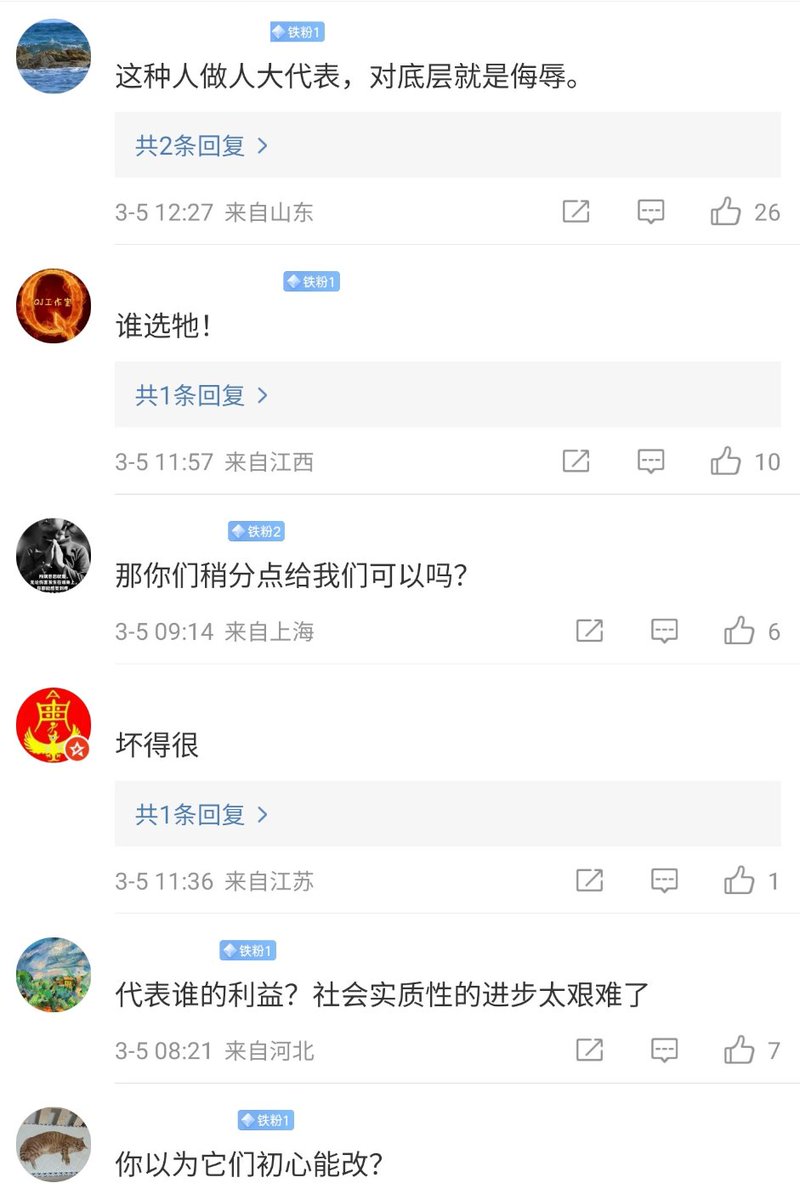 铁粉1
这种人做人大代表，对底层就是侮辱。
共2条回复 >
3-5 12:27 来自山东 26
铁粉1
QJ工作室
谁选牠！
共1条回复 >
3-5 11:57 来自江西 10
铁粉2
那你们稍分点给我们可以吗？
3-5 09:14 来自上海 6
坏得很
共1条回复 >
3-5 11:36 来自江苏 1
铁粉1
代表谁的利益？社会实质性的进步太艰难了
3-5 08:21 来自河北 7
铁粉1
你以为它们初心能改？